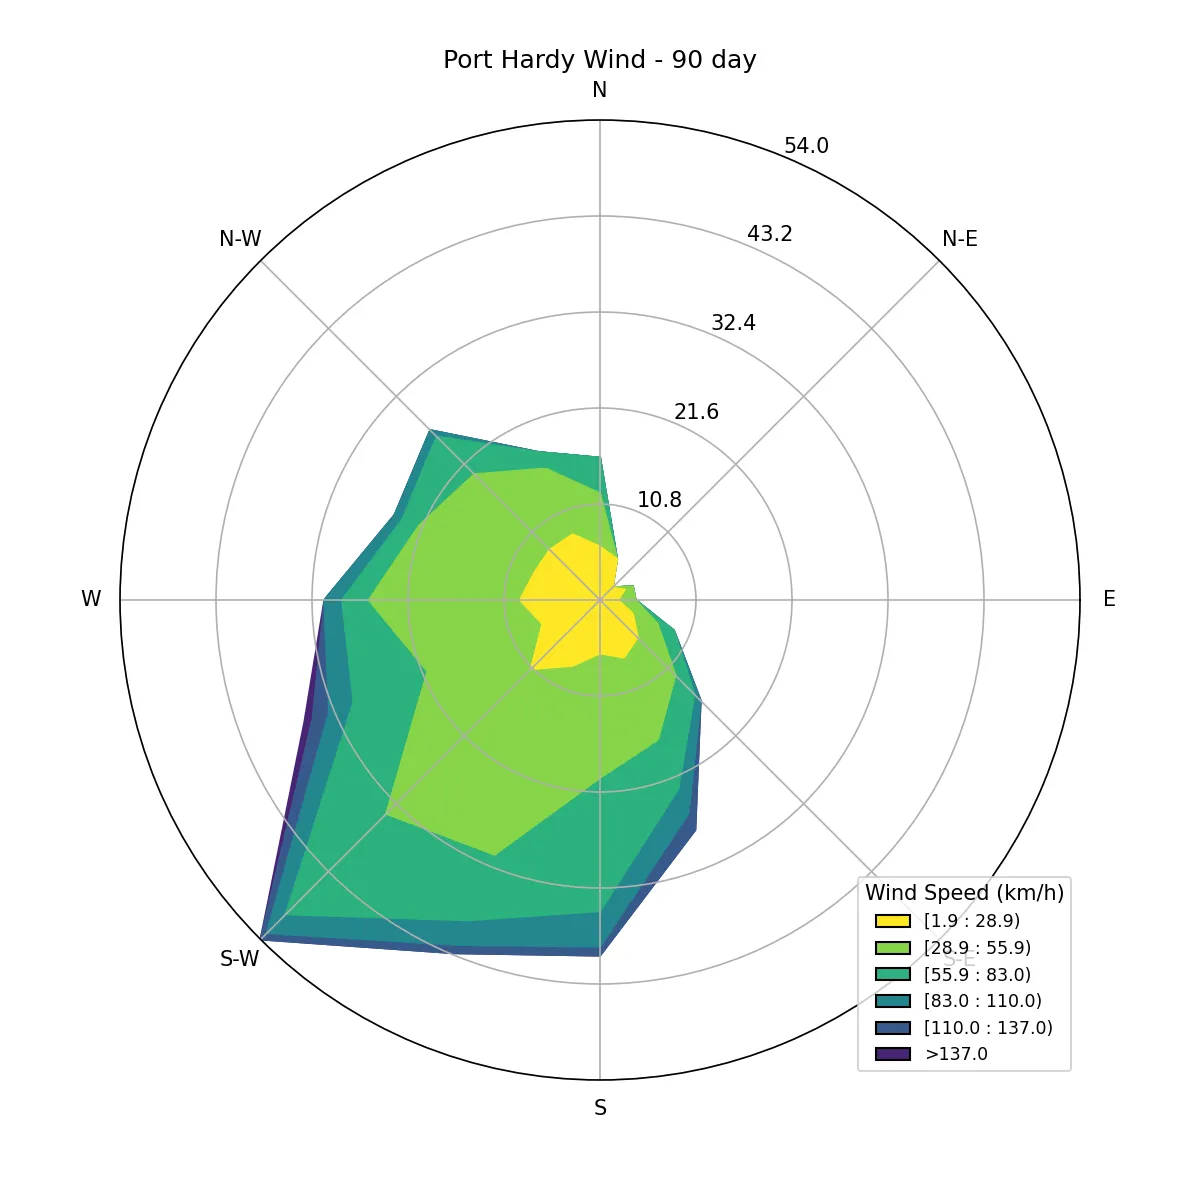 Port Hardy Wind - 90 day
N
54.0
N-W
43.2
N-E
32.4
21.6
10.8
W
E
S-W
S-E
S
Wind Speed (km/h)
[1.9 : 28.9)
[28.9 : 55.9)
[55.9 : 83.0)
[83.0 : 110.0)
[110.0 : 137.0)
>137.0